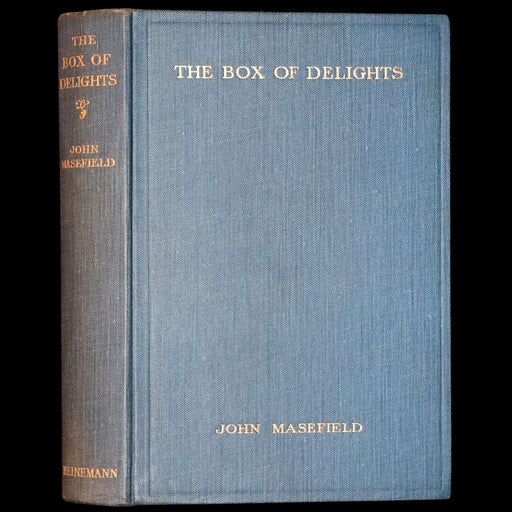 THE
BOX OF
DELIGHTS
JOHN
MASEFIELD
HEINEMANN
THE BOX OF DELIGHTS
JOHN MASEFIELD